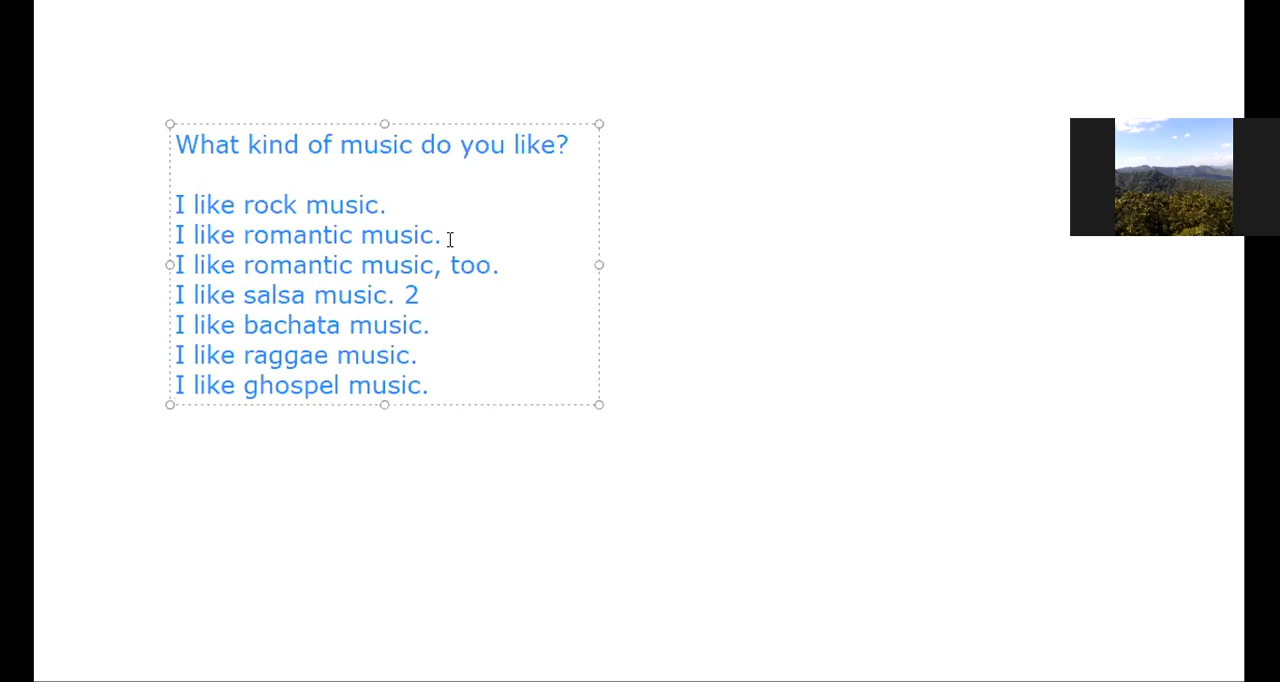 What kind of music do you like?
I like rock music.
I like romantic music.
I like romantic music, too.
I like salsa music. 2
I like bachata music.
I like raggae music.
I like ghospel music.